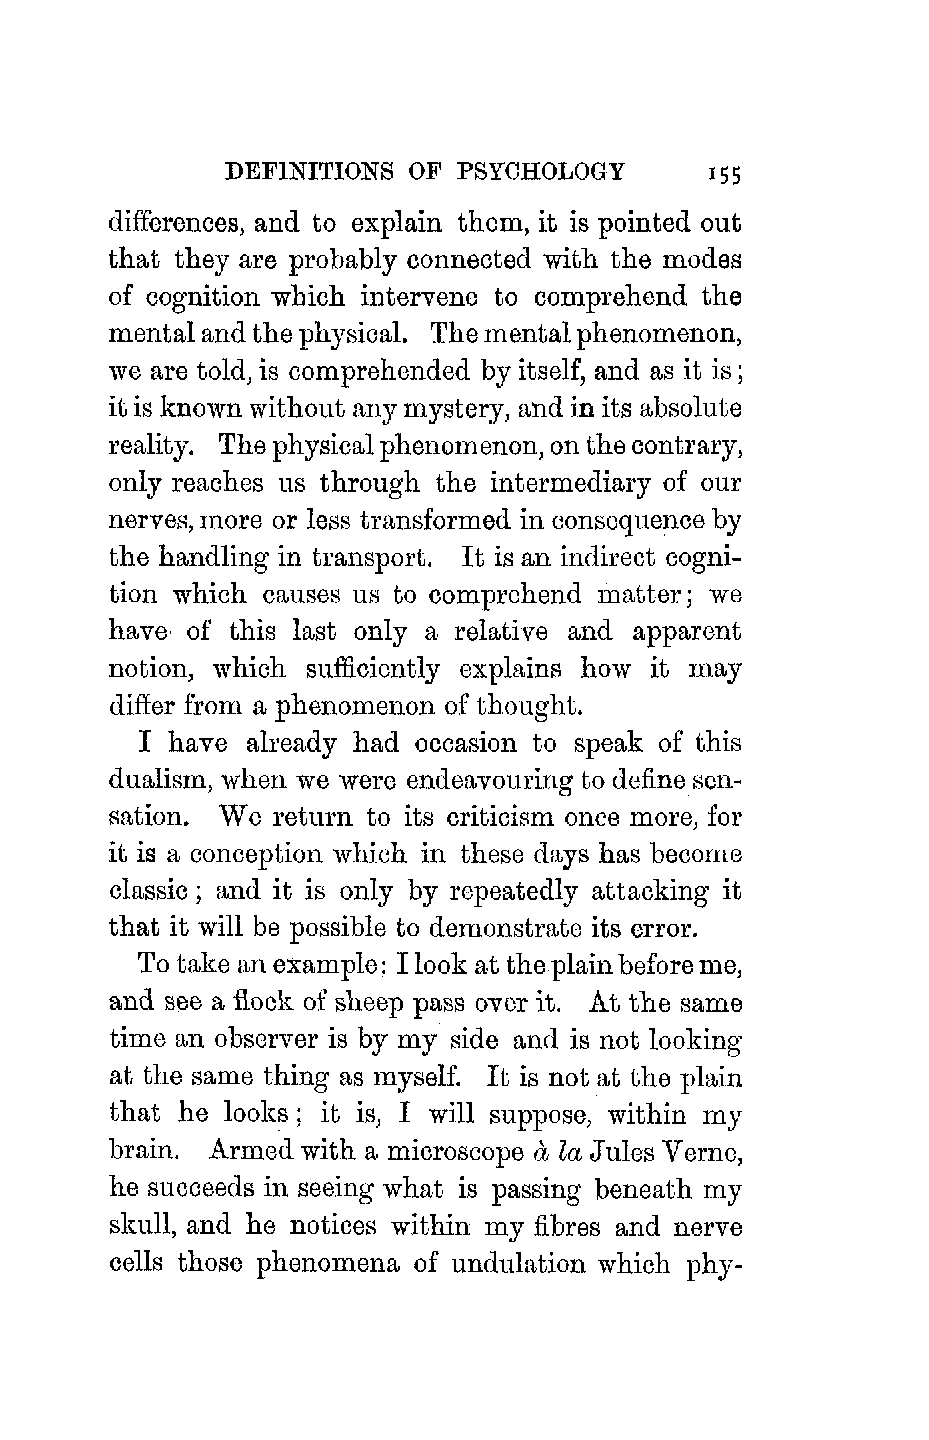 DEFINITIONS OF PSYCHOLOGY 155
differences, and to explain them, it is pointed out
that they are probably connected with the modes
of cognition which intervene to comprehend the
mental and the physical. The mental phenomenon,
we are told, is comprehended by itself, and as it is;
it is known without any mystery, and in its absolute
reality. The physical phenomenon, on the contrary,
only reaches us through the intermediary of our
nerves, more or less transformed in consequence by
the handling in transport. It is an indirect cogni-
tion which causes us to comprehend matter; we
have of this last only a relative and apparent
notion, which sufficiently explains how it may
differ from a phenomenon of thought.
I have already had occasion to speak of this
dualism, when we were endeavouring to define sen-
sation. We return to its criticism once more, for
it is a conception which in these days has become
classic; and it is only by repeatedly attacking it
that it will be possible to demonstrate its error.
To take an example: I look at the plain before me,
and see a flock of sheep pass over it. At the same
time an observer is by my side and is not looking
at the same thing as myself. It is not at the plain
that he looks; it is, I will suppose, within my
brain. Armed with a microscope à la Jules Verne,
he succeeds in seeing what is passing beneath my
skull, and he notices within my fibres and nerve
cells those phenomena of undulation which phy-